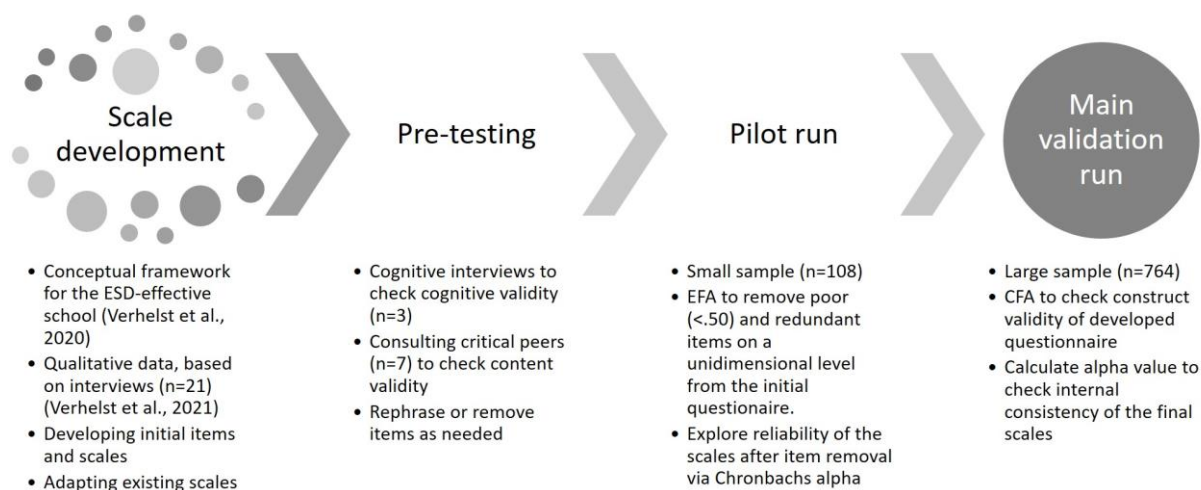 Scale
development
Pre-testing
Pilot run
Main
validation
run
• Conceptual framework
for the ESD-effective
school (Verhelst et al.,
2020)
• Qualitative data, based
on interviews (n=21)
(Verhelst et al., 2021)
• Developing initial items
and scales
• Adapting existing scales
• Cognitive interviews to
check cognitive validity
(n=3)
• Consulting critical peers
(n=7) to check content
validity
• Rephrase or remove
items as needed
• Small sample (n=108)
• EFA to remove poor
(<.50) and redundant
items on a
unidimensional level
from the initial
questionaire.
• Explore reliability of the
scales after item removal
via Chronbachs alpha
• Large sample (n=764)
• CFA to check construct
validity of developed
questionnaire
• Calculate alpha value to
check internal
consistency of the final
scales